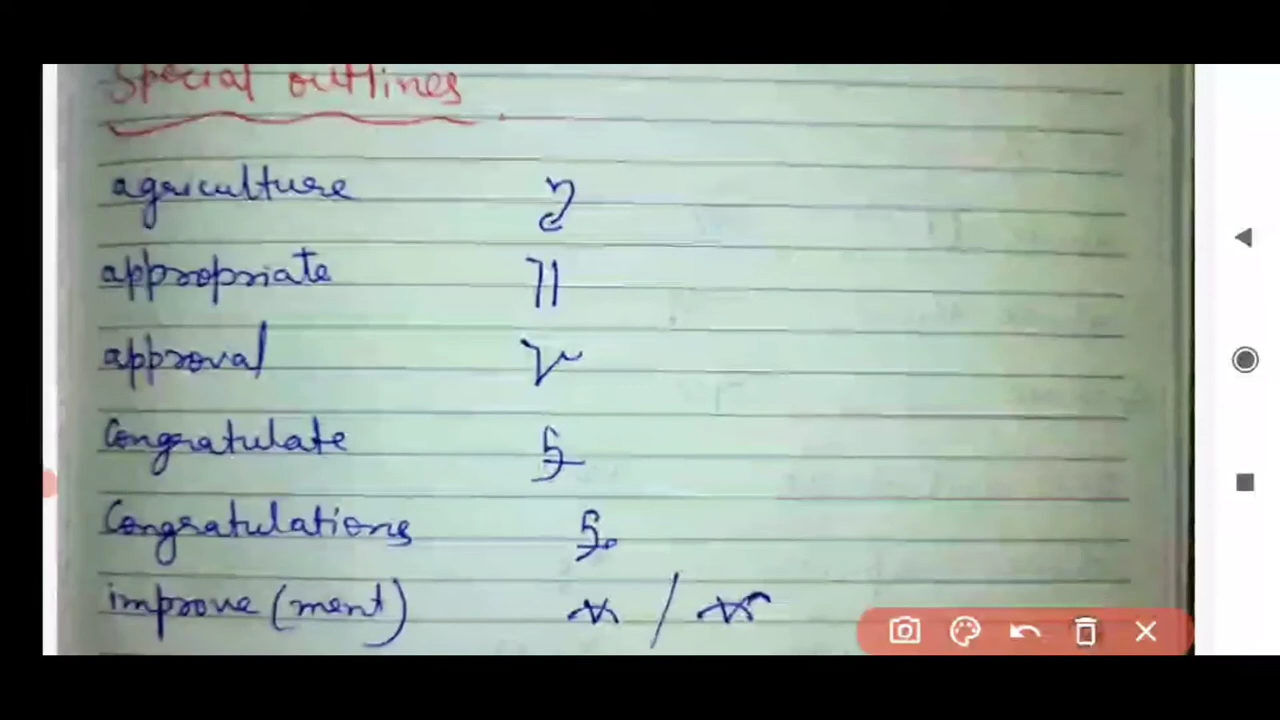 Special outlines
agriculture
appropriate
approval
Congratulate
Congratulations
improve (ment) /